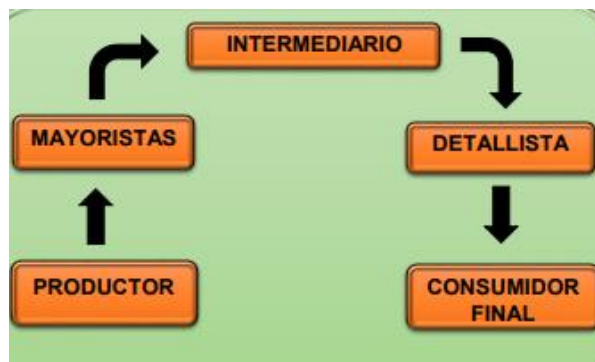 INTERMEDIARIO
MAYORISTAS
DETALLISTA
PRODUCTOR
CONSUMIDOR
FINAL